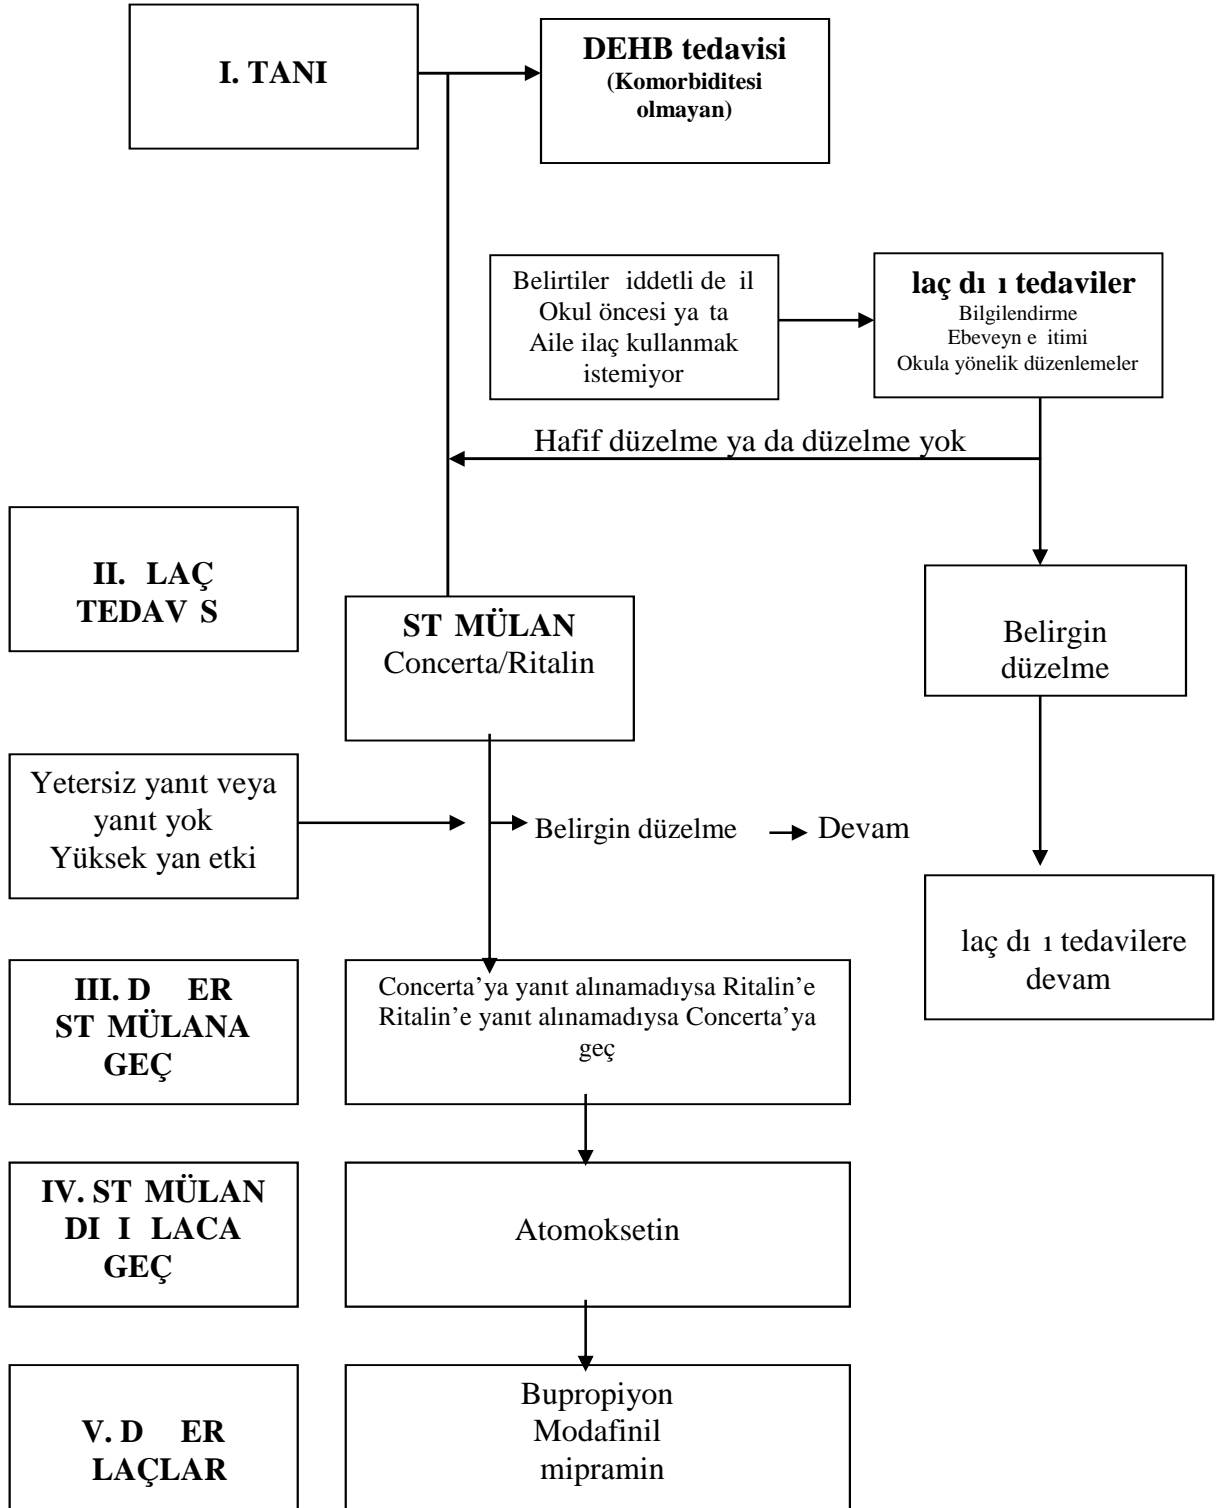 I. TANI
DEHB tedavisi
(Komorbiditesi
olmayan)
Belirtiler iddetli de il
Okul öncesi ya ta
Aile ilaç kullanmak
istemiyor
laç dı ı tedaviler
Bilgilendirme
Ebeveyn e itimi
Okula yönelik düzenlemeler
Hafif düzelme ya da düzelme yok
II. LAÇ
TEDAV S
ST MÜLAN
Concerta/Ritalin
Belirgin
düzelme
Yetersiz yanıt veya
yanıt yok
Yüksek yan etki
Belirgin düzelme
Devam
laç dı ı tedavilere
devam
III. D ER
ST MÜLANA
GEÇ
Concerta’ya yanıt alınamadıysa Ritalin’e
Ritalin’e yanıt alınamadıysa Concerta’ya
geç
IV. ST MÜLAN
DI I LACA
GEÇ
Atomoksetin
V. D ER
LAÇLAR
Bupropiyon
Modafinil
mipramin